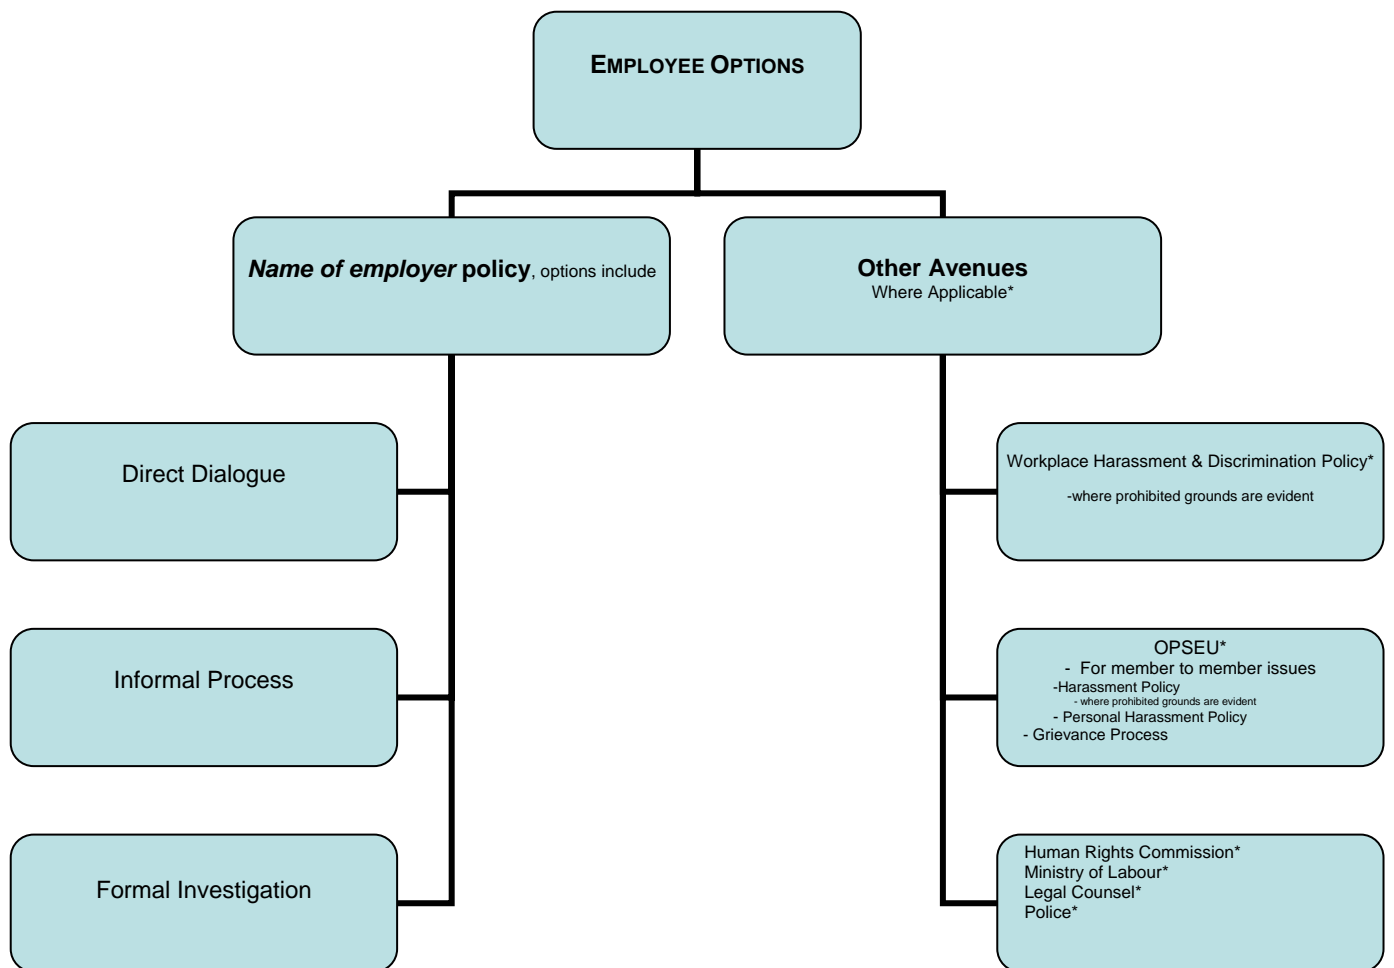 EMPLOYEE OPTIONS
Name of employer policy, options include
Other Avenues
Where Applicable*
Direct Dialogue
Workplace Harassment & Discrimination Policy*
-where prohibited grounds are evident
Informal Process
OPSEU*
- For member to member issues
-Harassment Policy
- where prohibited grounds are evident
- Personal Harassment Policy
- Grievance Process
Formal Investigation
Human Rights Commission*
Ministry of Labour*
Legal Counsel*
Police*